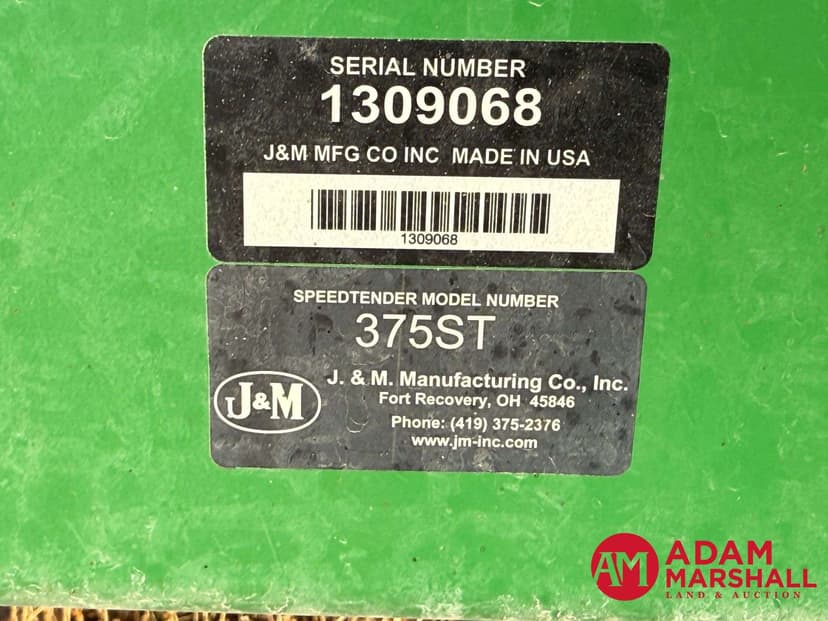 SERIAL NUMBER
1309068
J&M MFG CO INC MADE IN USA
1309068
SPEEDTENDER MODEL NUMBER
375ST
J&M
J. & M. Manufacturing Co., Inc.
Fort Recovery, OH 45846
Phone: (419) 375-2376
www.jm-inc.com
AM
ADAM
MARSHALL
LAND & AUCTION